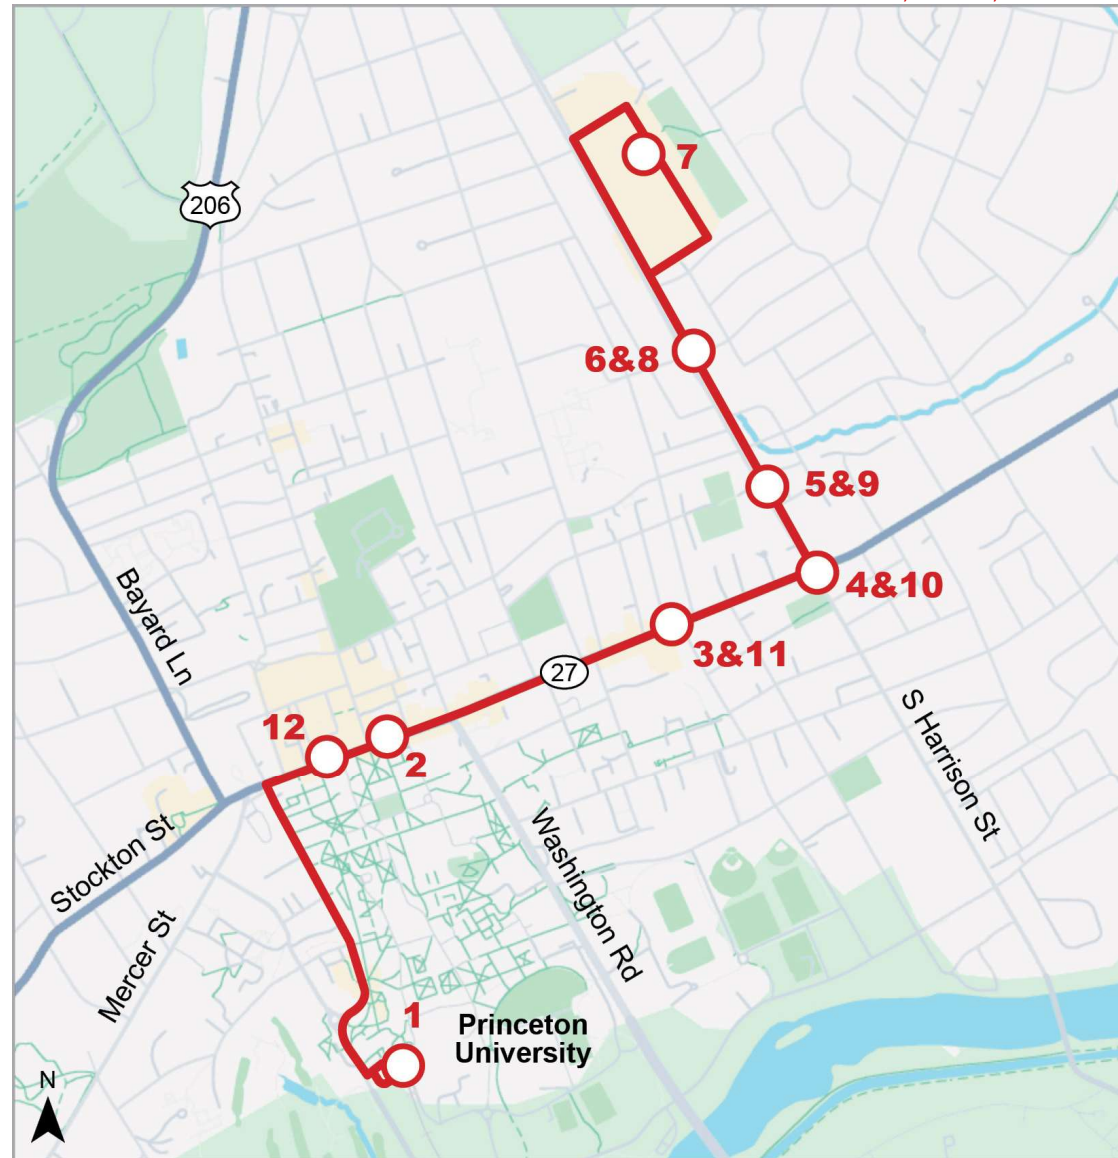 7
206
6&8
5&9
4&10
Bayard Ln
3&11
27
S Harrison St
12
2
Washington Rd
Stockton St
Mercer St
1
Princeton
University
N